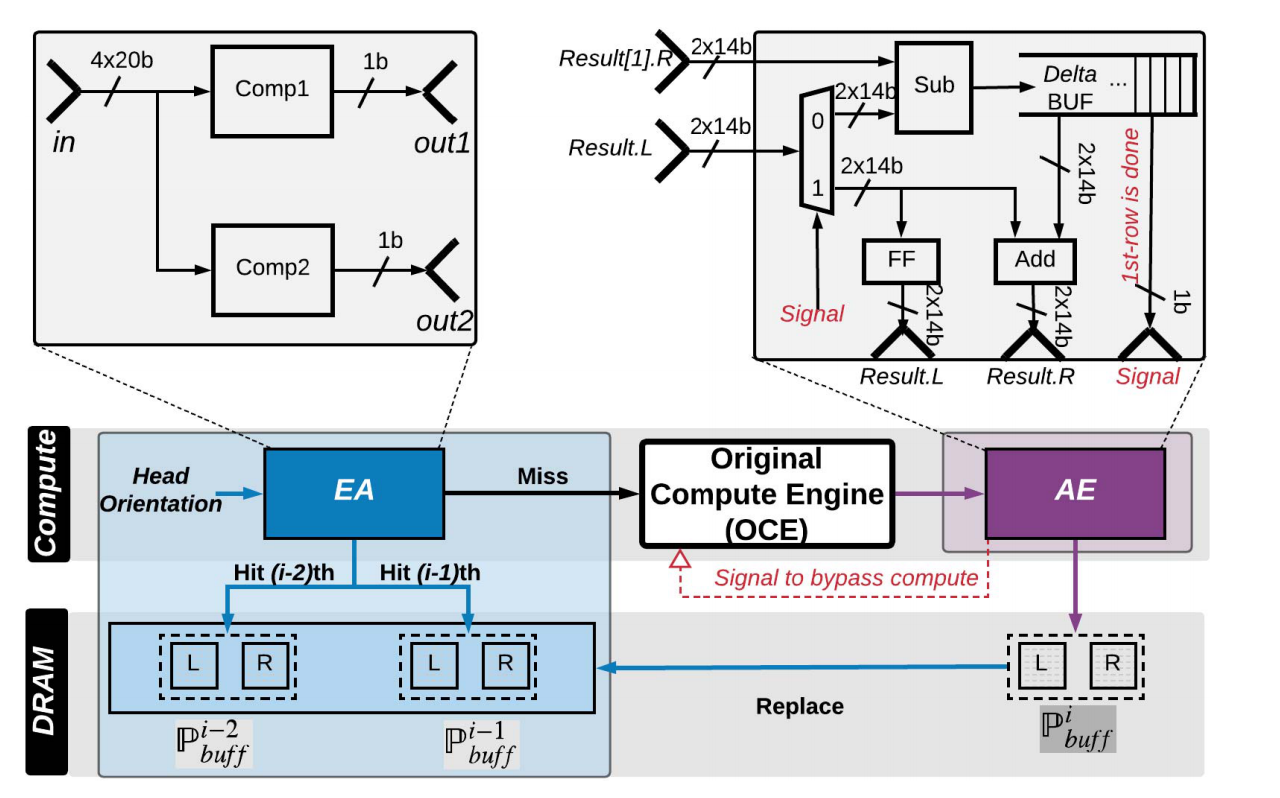 4x20b
Comp1
1b
in
out1
Comp2
1b
out2
Result[1].R
2x14b
Sub
Delta
BUF
...
2x14b
0
Result.L
2x14b
2x14b
1
2x14b
1st-row is done
FF
Add
Signal
2x14b
2x14b
1b
Result.L
Result.R
Signal
Compute
Head
Orientation
EA
Miss
Original
Compute Engine
(OCE)
AE
Hit (i-2)th
Hit (i-1)th
Signal to bypass compute
DRAM
L
R
L
R
L
R
Replace
ℙ^{i−2}_{buff}
ℙ^{i−1}_{buff}
ℙ^{i}_{buff}